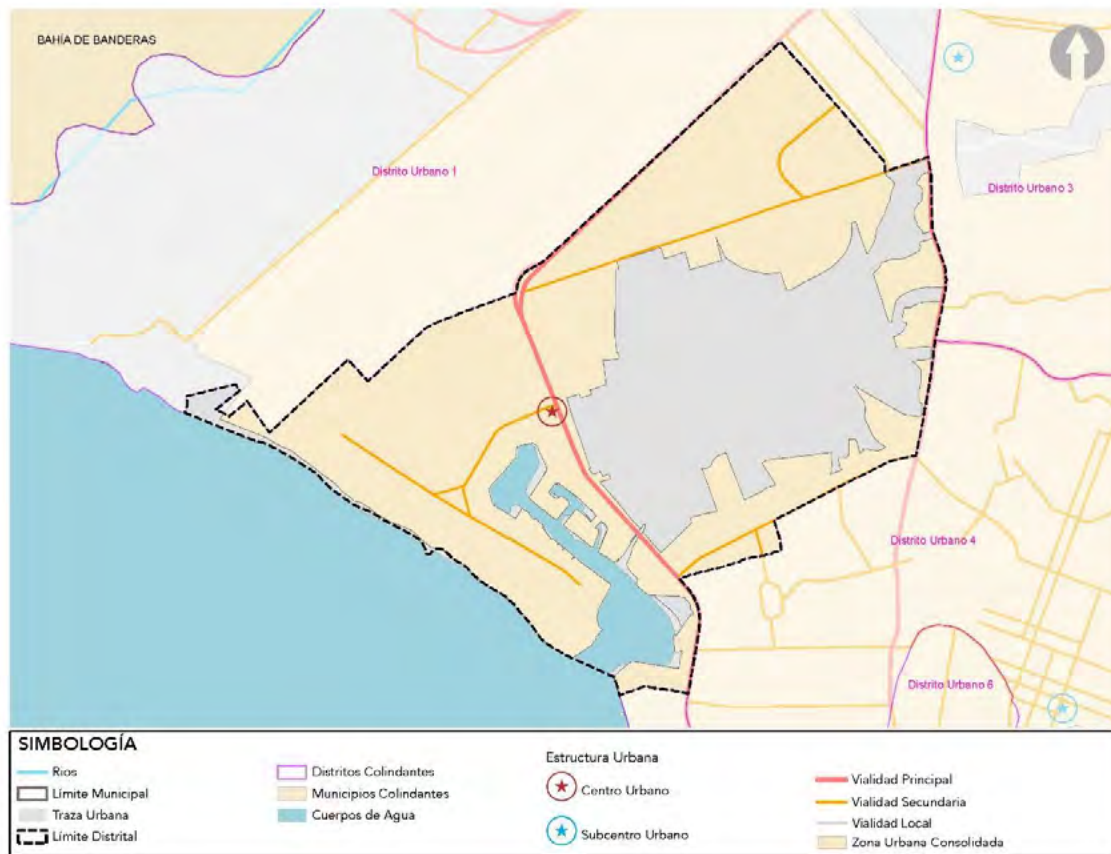 BAHÍA DE BANDERAS
Distrito Urbano 1
Distrito Urbano 3
Distrito Urbano 4
Distrito Urbano 6
SIMBOLOGÍA
Rios
Límite Municipal
Traza Urbana
Límite Distrital
Distritos Colindantes
Municipios Colindantes
Cuerpos de Agua
Estructura Urbana
Centro Urbano
Subcentro Urbano
Vialidad Principal
Vialidad Secundaria
Vialidad Local
Zona Urbana Consolidada